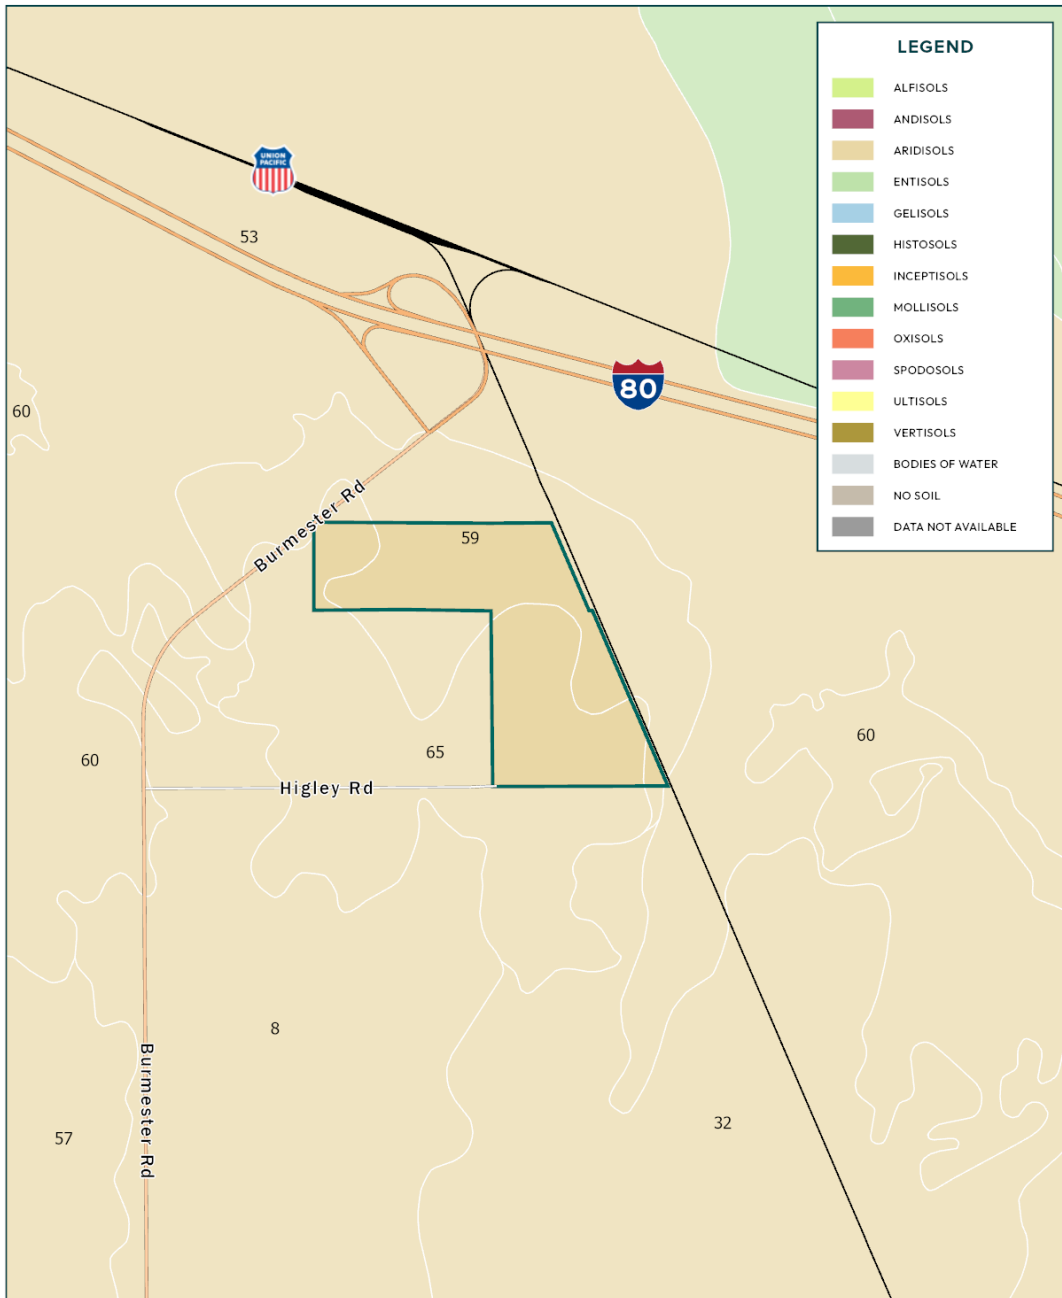 LEGEND
ALFISOLS
ANDISOLS
ARIDISOLS
ENTISOLS
GELISOLS
HISTOSOLS
INCEPTISOLS
MOLLISOLS
OXISOLS
SPODOSOLS
ULTISOLS
VERTISOLS
BODIES OF WATER
NO SOIL
DATA NOT AVAILABLE
UNION
PACIFIC
53
80
60
Burmester Rd
59
60
65
60
Higley Rd
8
Burmester Rd
57
32